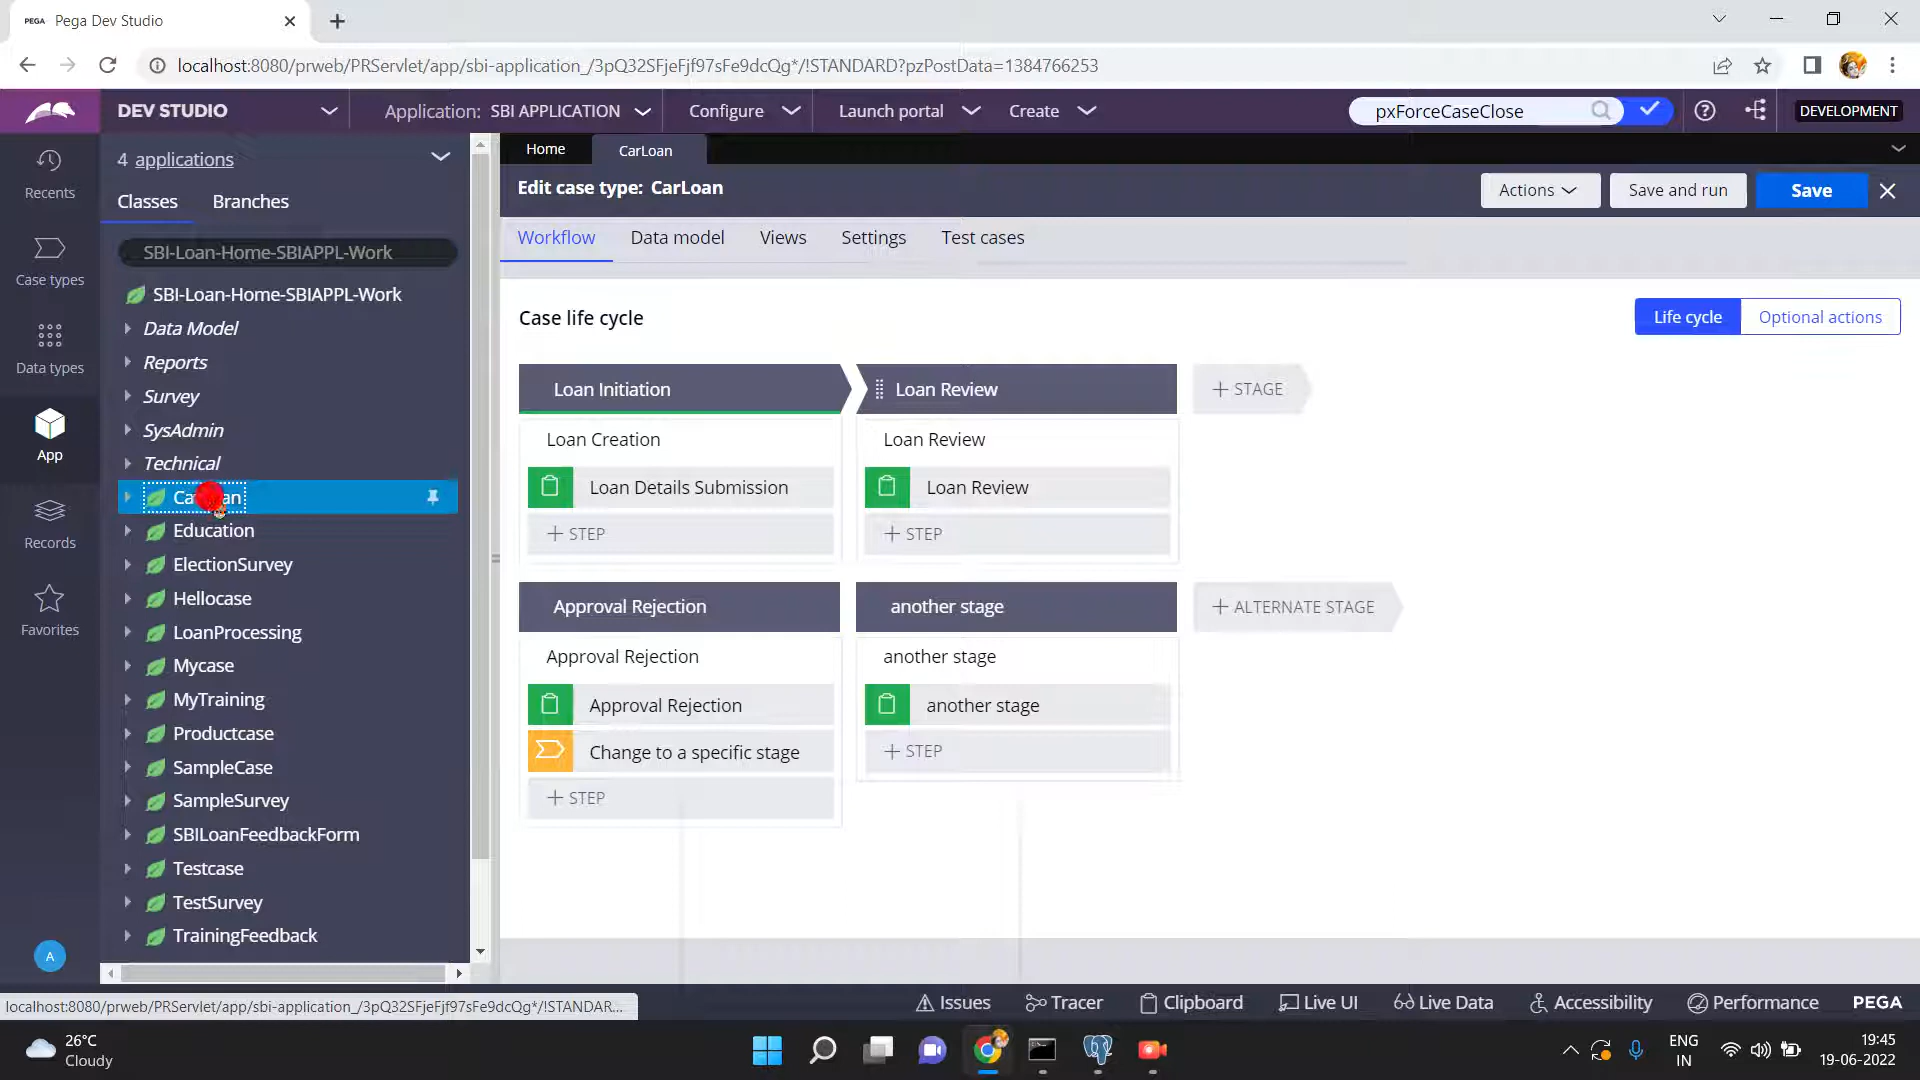 PEGA Pega Dev Studio
localhost:8080/prweb/PRServlet/app/sbi-application_/3pQ32SFjeFjf97sFe9dcQg*/!STANDARD?pzPostData=1384766253
DEV STUDIO
Application: SBI APPLICATION
Configure
Launch portal
Create
pxForceCaseClose
DEVELOPMENT
Recents
Case types
Data types
App
Records
Favorites
A
4 applications
Classes
Branches
SBI-Loan-Home-SBIAPPL-Work
SBI-Loan-Home-SBIAPPL-Work
Data Model
Reports
Survey
SysAdmin
Technical
Education
ElectionSurvey
Hellocase
LoanProcessing
Mycase
MyTraining
Productcase
SampleCase
SampleSurvey
SBILoanFeedbackForm
Testcase
TestSurvey
TrainingFeedback
Home
CarLoan
Edit case type: CarLoan
Actions
Save and run
Save
Workflow
Data model
Views
Settings
Test cases
Case life cycle
Life cycle
Optional actions
Loan Initiation
Loan Review
+ STAGE
Loan Creation
Loan Review
Loan Details Submission
Loan Review
+ STEP
+ STEP
Approval Rejection
another stage
+ ALTERNATE STAGE
Approval Rejection
another stage
Approval Rejection
another stage
Change to a specific stage
+ STEP
+ STEP
localhost:8080/prweb/PRServlet/app/sbi-application_/3pQ32SFjeFjf97sFe9dcQg*/!STANDAR...
Issues
Tracer
Clipboard
Live UI
Live Data
Accessibility
Performance
PEGA
26°C
Cloudy
ENG
IN
19:45
19-06-2022